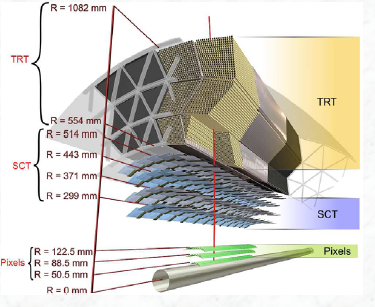 R = 1082 mm
TRT
TRT
R = 554 mm
R = 514 mm
R = 443 mm
SCT
R = 371 mm
R = 299 mm
SCT
Pixels
R = 122.5 mm
Pixels
R = 88.5 mm
R = 50.5 mm
R = 0 mm